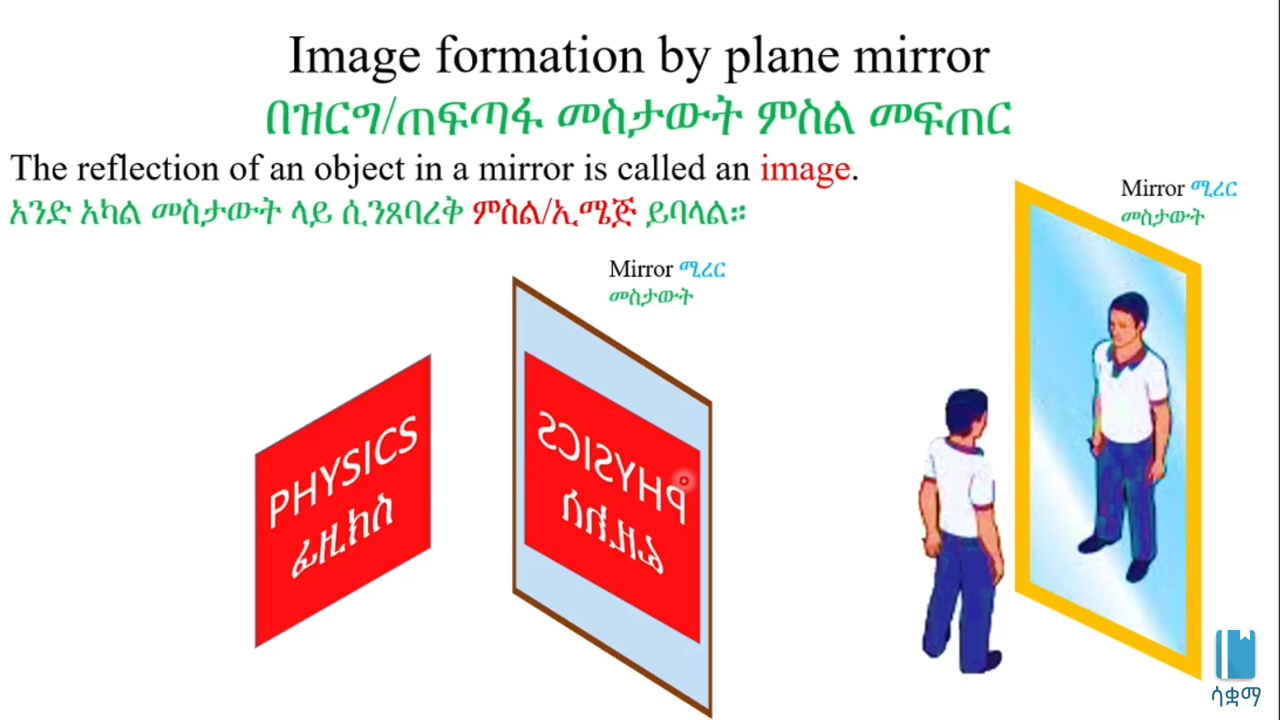 Image formation by plane mirror
በዝርግ/ጠፍጣፋ መስታውት ምስል መፍጠር
The reflection of an object in a mirror is called an image.
አንድ አካል መስታውት ላይ ሲንጸባረቅ ምስል/ኢሜጅ ይባላል።
Mirror ሚረር
መስታውት
Mirror ሚረር
መስታውት
PHYSICS
ፊዚክስ
PHYSICS
ፊዚክስ
ሳቋማ